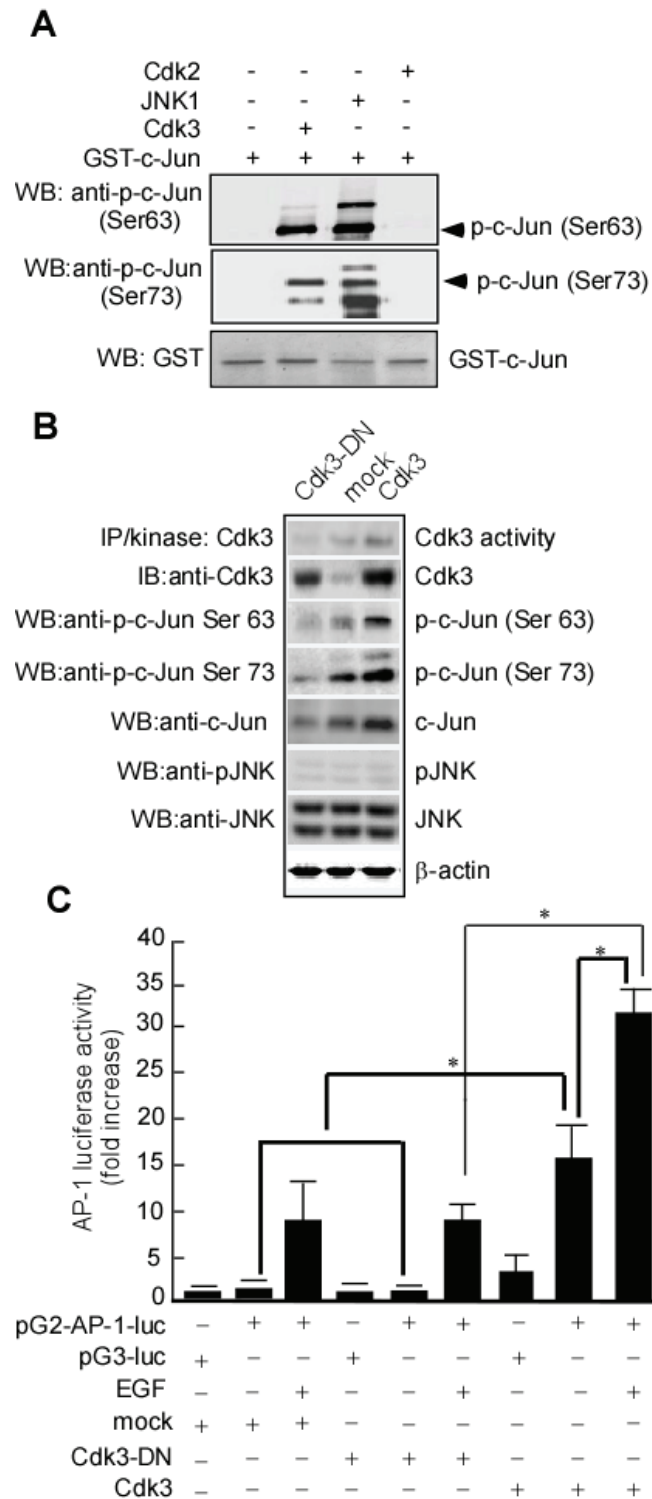 A
Cdk2 - - - +
JNK1 - - + -
Cdk3 - + - -
GST-c-Jun + + + +
WB: anti-p-c-Jun
(Ser63)
p-c-Jun (Ser63)
WB:anti-p-c-Jun
(Ser73)
p-c-Jun (Ser73)
WB: GST
GST-c-Jun
B
Cdk3-DN mock Cdk3
IP/kinase: Cdk3 Cdk3 activity
IB:anti-Cdk3 Cdk3
WB:anti-p-c-Jun Ser 63 p-c-Jun (Ser 63)
WB:anti-p-c-Jun Ser 73 p-c-Jun (Ser 73)
WB:anti-c-Jun c-Jun
WB:anti-pJNK pJNK
WB:anti-JNK JNK
β-actin
C
AP-1 luciferase activity
(fold increase)
40
35
30
25
20
15
10
5
0
*
*
*
pG2-AP-1-luc – + + – + + – + +
pG3-luc + – – + – – + – –
EGF – – + – – + – – +
mock + + + – – – – – –
Cdk3-DN – – – + + + – – –
Cdk3 – – – – – – + + +